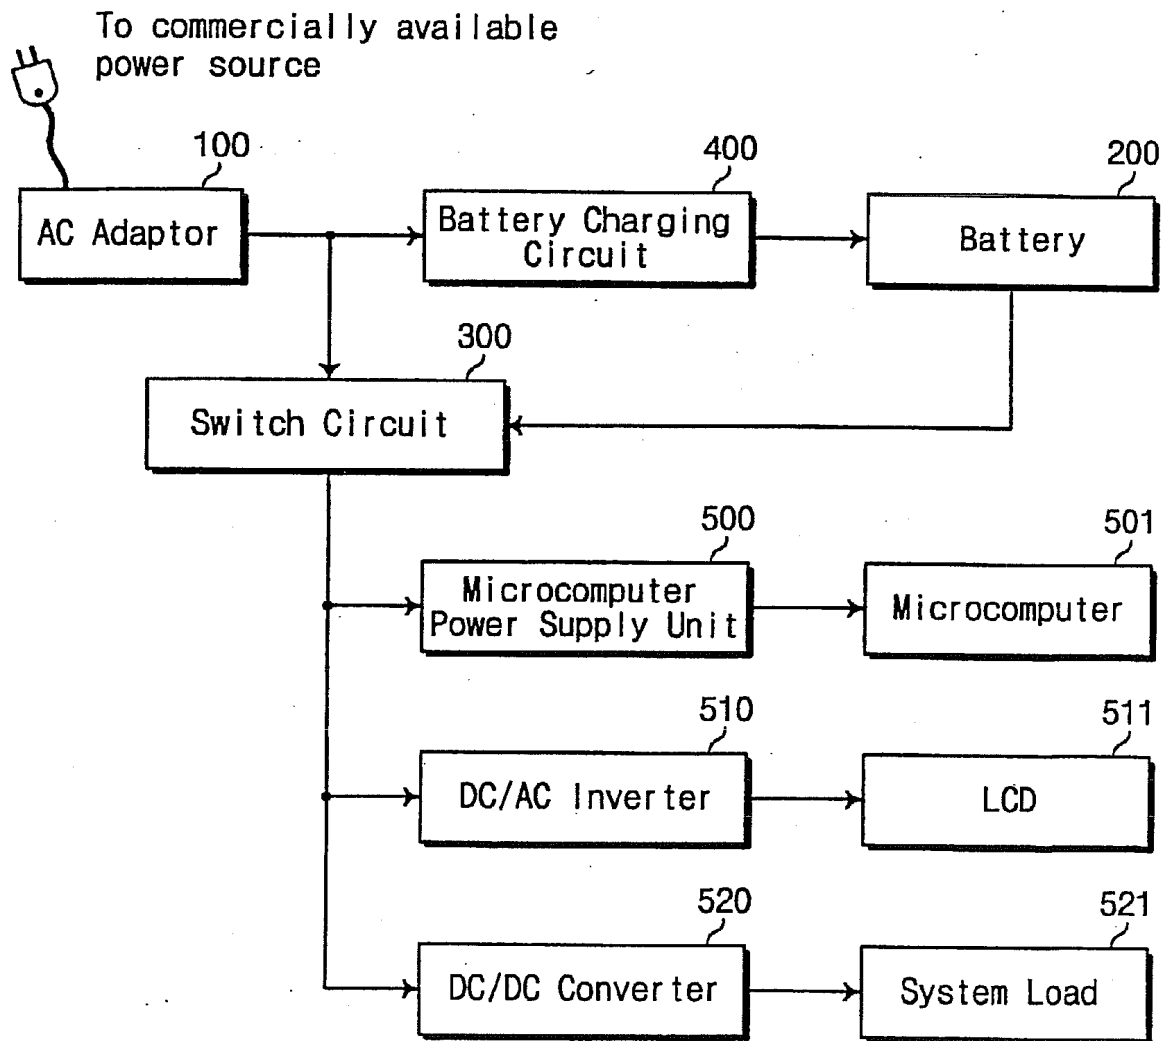 To commercially available
power source
100
400
200
AC Adaptor
Battery Charging
Circuit
Battery
300
Switch Circuit
500
501
Microcomputer
Power Supply Unit
Microcomputer
510
511
DC/AC Inverter
LCD
520
521
DC/DC Converter
System Load